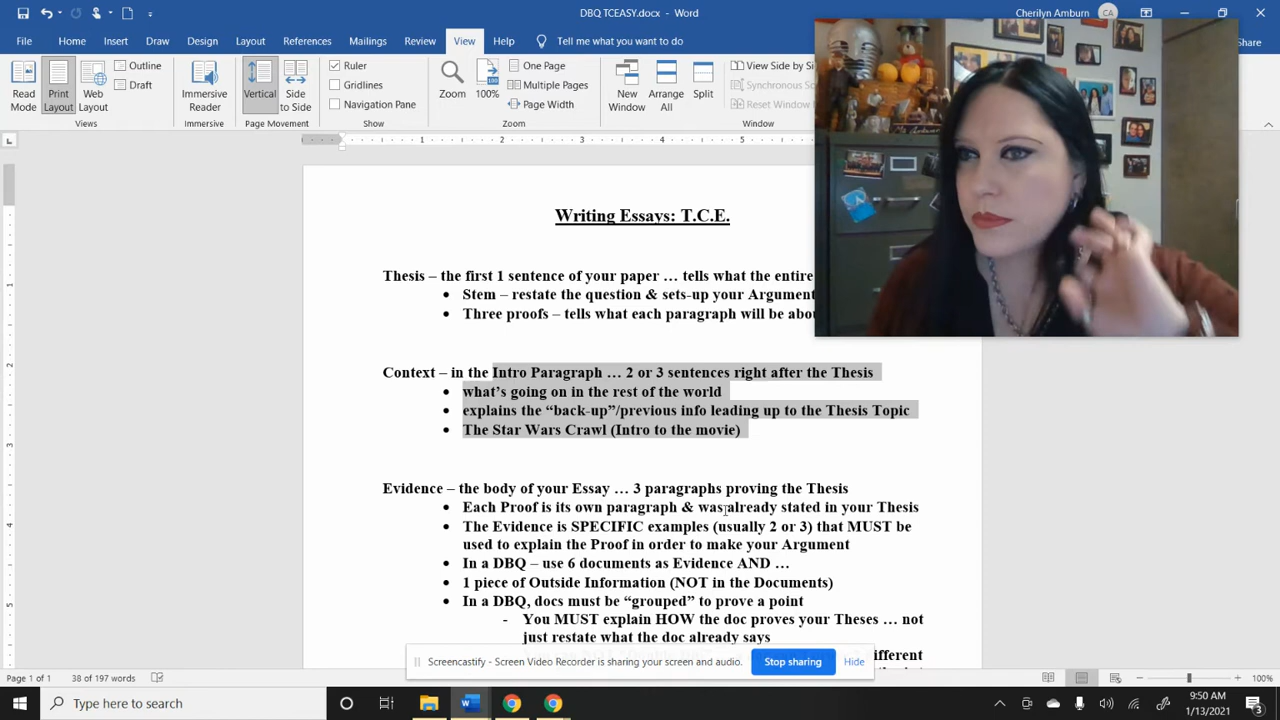 DBQ TCEASY.docx - Word
Cherilyn Amburn
CA
File
Home
Insert
Draw
Design
Layout
References
Mailings
Review
View
Help
Tell me what you want to do
Share
Read Mode
Print Layout
Web Layout
Outline
Draft
Views
Immersive Reader
Immersive
Vertical
Side to Side
Page Movement
Ruler
Gridlines
Navigation Pane
Show
Zoom
100%
One Page
Multiple Pages
Page Width
Zoom
New Window
Arrange All
Split
View Side by Si
Synchronous S
Reset Window
Window
Writing Essays: T.C.E.
Thesis – the first 1 sentence of your paper … tells what the entire
• Stem – restate the question & sets-up your Argument
• Three proofs – tells what each paragraph will be abou
Context – in the Intro Paragraph … 2 or 3 sentences right after the Thesis
• what’s going on in the rest of the world
• explains the “back-up”/previous info leading up to the Thesis Topic
• The Star Wars Crawl (Intro to the movie)
Evidence – the body of your Essay … 3 paragraphs proving the Thesis
• Each Proof is its own paragraph & was already stated in your Thesis
• The Evidence is SPECIFIC examples (usually 2 or 3) that MUST be
used to explain the Proof in order to make your Argument
• In a DBQ – use 6 documents as Evidence AND …
• 1 piece of Outside Information (NOT in the Documents)
• In a DBQ, docs must be “grouped” to prove a point
- You MUST explain HOW the doc proves your Theses … not
just restate what the doc already says
different
Screencastify - Screen Video Recorder is sharing your screen and audio.
Stop sharing
Hide
Page 1 of 1
38 of 197 words
100%
Type here to search
9:50 AM
1/13/2021
3